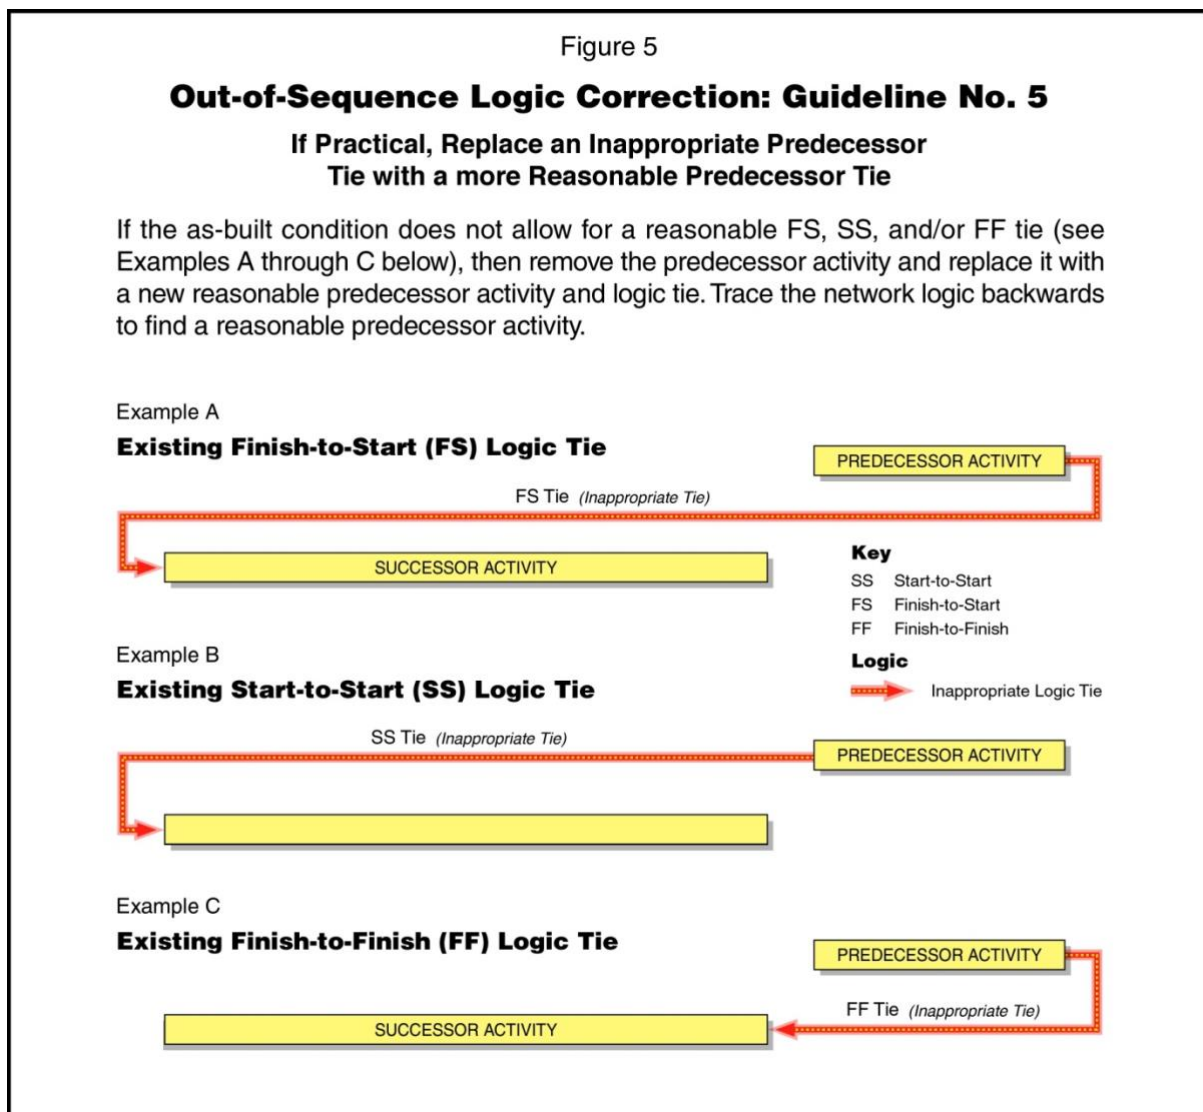 Figure 5
Out-of-Sequence Logic Correction: Guideline No. 5
If Practical, Replace an Inappropriate Predecessor
Tie with a more Reasonable Predecessor Tie
If the as-built condition does not allow for a reasonable FS, SS, and/or FF tie (see
Examples A through C below), then remove the predecessor activity and replace it with
a new reasonable predecessor activity and logic tie. Trace the network logic backwards
to find a reasonable predecessor activity.
Example A
Existing Finish-to-Start (FS) Logic Tie
PREDECESSOR ACTIVITY
FS Tie (Inappropriate Tie)
SUCCESSOR ACTIVITY
Key
SS Start-to-Start
FS Finish-to-Start
FF Finish-to-Finish
Logic
Inappropriate Logic Tie
Example B
Existing Start-to-Start (SS) Logic Tie
SS Tie (Inappropriate Tie)
PREDECESSOR ACTIVITY
Example C
Existing Finish-to-Finish (FF) Logic Tie
PREDECESSOR ACTIVITY
FF Tie (Inappropriate Tie)
SUCCESSOR ACTIVITY